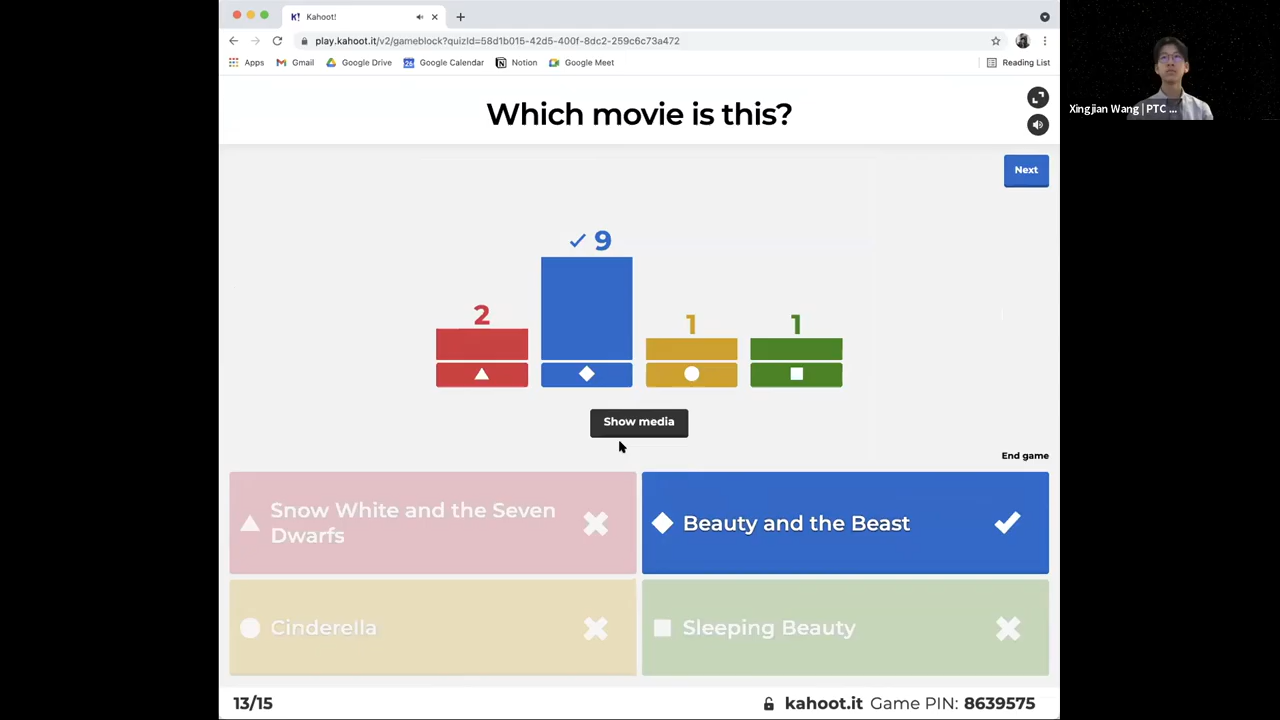 K! Kahoot!
play.kahoot.it/v2/gameblock?quizId=58d1b015-42d5-400f-8dc2-259c6c73a472
Apps Gmail Google Drive 26 Google Calendar Notion Google Meet Reading List
Xingjian Wang | PTC ...
Which movie is this?
Next
9
2
1
1
Show media
End game
Snow White and the Seven
Dwarfs
Beauty and the Beast
Cinderella
Sleeping Beauty
13/15
kahoot.it Game PIN: 8639575